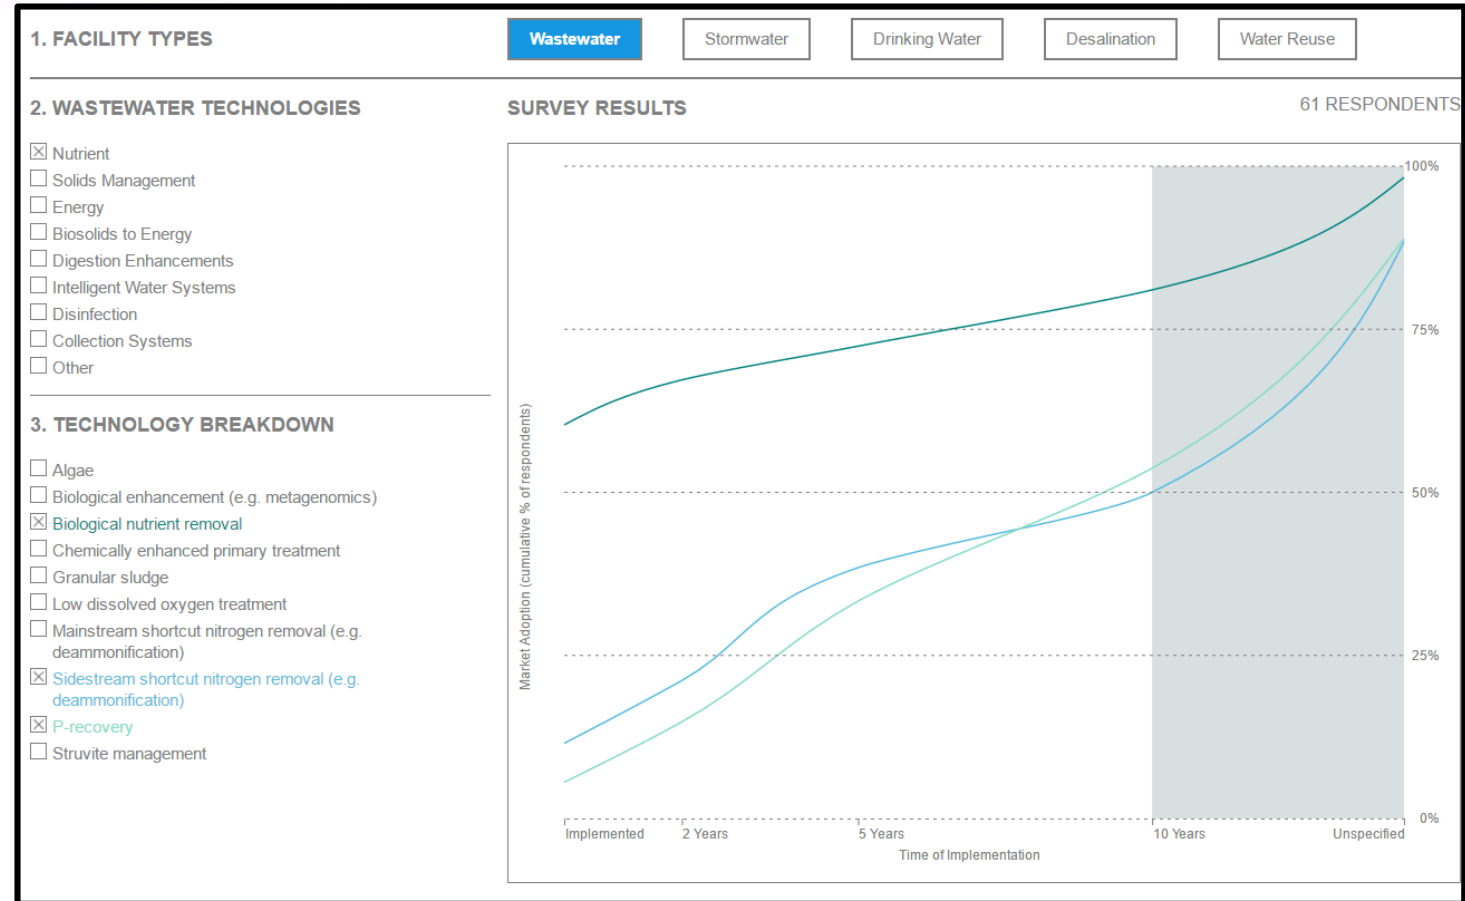 1. FACILITY TYPES
Wastewater
Stormwater
Drinking Water
Desalination
Water Reuse
2. WASTEWATER TECHNOLOGIES
Nutrient
Solids Management
Energy
Biosolids to Energy
Digestion Enhancements
Intelligent Water Systems
Disinfection
Collection Systems
Other
3. TECHNOLOGY BREAKDOWN
Algae
Biological enhancement (e.g. metagenomics)
Biological nutrient removal
Chemically enhanced primary treatment
Granular sludge
Low dissolved oxygen treatment
Mainstream shortcut nitrogen removal (e.g.
deammonification)
Sidestream shortcut nitrogen removal (e.g.
deammonification)
P-recovery
Struvite management
SURVEY RESULTS
61 RESPONDENTS
Market Adoption (cumulative % of respondents)
100%
75%
50%
25%
0%
Implemented
2 Years
5 Years
10 Years
Unspecified
Time of Implementation